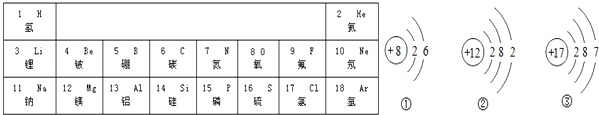 1 H 氢 2 He 氦
3 Li 锂 4 Be 铍 5 B 硼 6 C 碳 7 N 氮 8 O 氧 9 F 氟 10 Ne 氖
11 Na 钠 12 Mg 镁 13 Al 铝 14 Si 硅 15 P 磷 16 S 硫 17 Cl 氯 18 Ar 氩
+8 2 6
①
+12 2 8 2
②
+17 2 8 7
③